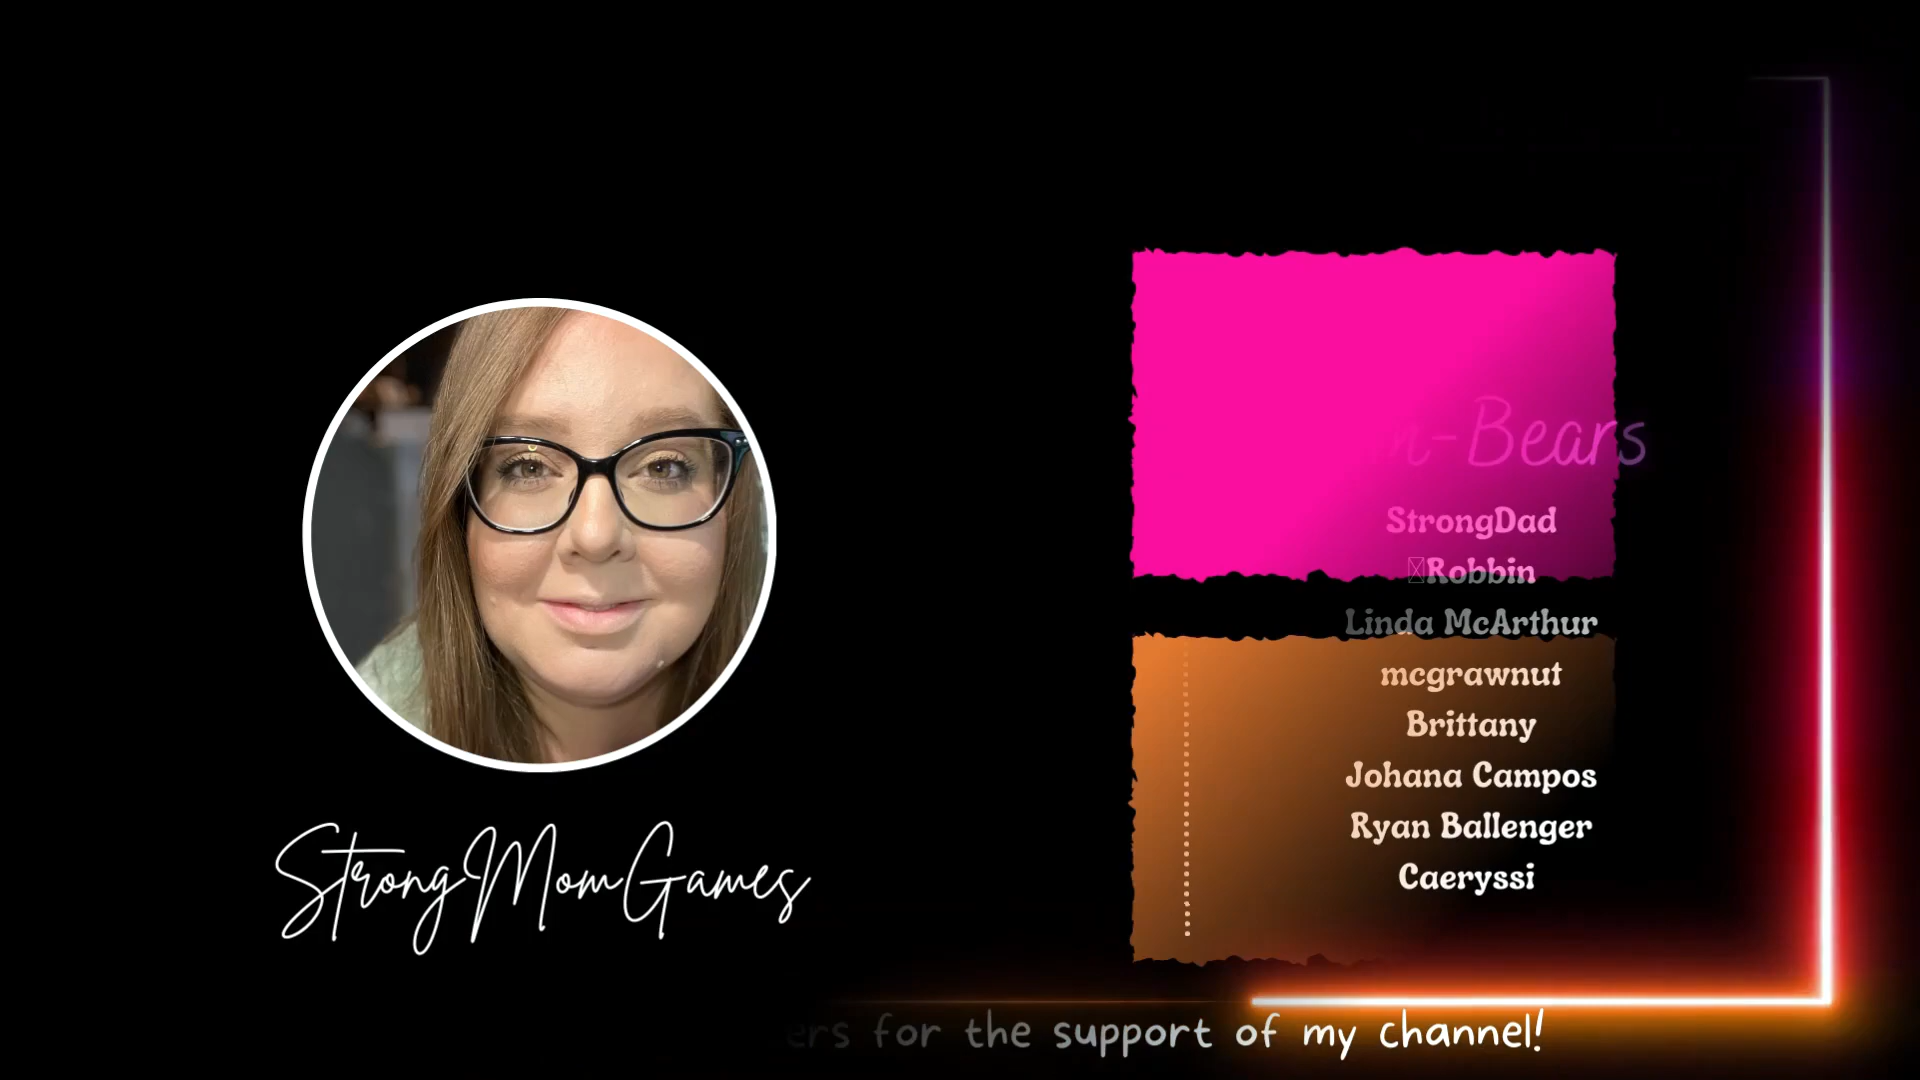 StrongMomGames
-Bears
StrongDad
Robbin
Linda McArthur
mcgrawnut
Brittany
Johana Campos
Ryan Ballenger
Caeryssi
for the support of my channel!